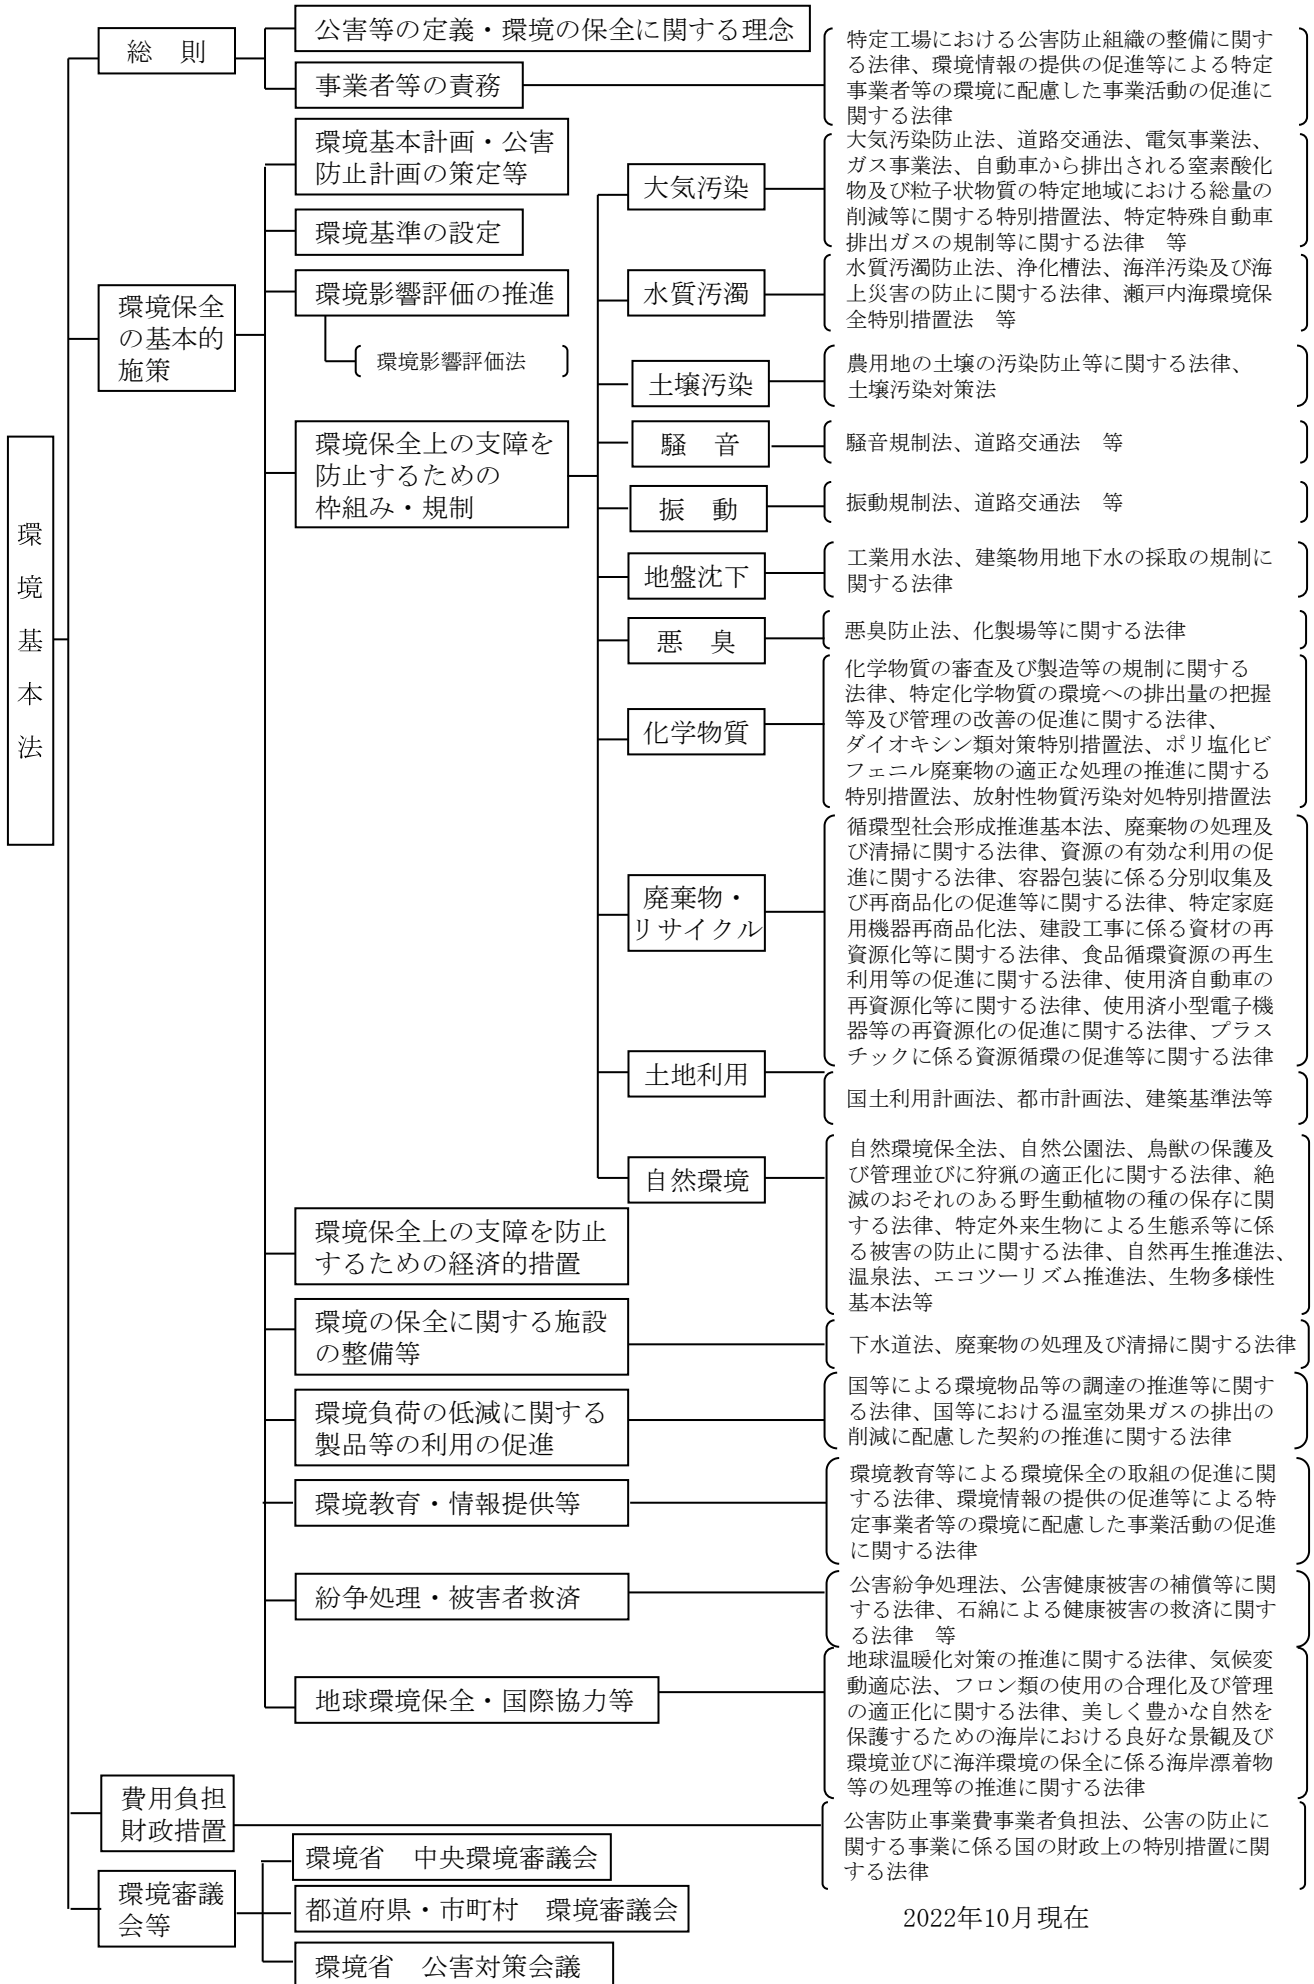 総　則
公害等の定義・環境の保全に関する理念
事業者等の責務
特定工場における公害防止組織の整備に関す
る法律、環境情報の提供の促進等による特定
事業者等の環境に配慮した事業活動の促進に
関する法律
環境基本法
環境保全
の基本的
施策
環境基本計画・公害
防止計画の策定等
環境基準の設定
環境影響評価の推進
環境影響評価法
環境保全上の支障を
防止するための
枠組み・規制
大気汚染
大気汚染防止法、道路交通法、電気事業法、
ガス事業法、自動車から排出される窒素酸化
物及び粒子状物質の特定地域における総量の
削減等に関する特別措置法、特定特殊自動車
排出ガスの規制等に関する法律　等
水質汚濁
水質汚濁防止法、浄化槽法、海洋汚染及び海
上災害の防止に関する法律、瀬戸内海環境保
全特別措置法　等
土壌汚染
農用地の土壌の汚染防止等に関する法律、
土壌汚染対策法
騒　音
騒音規制法、道路交通法　等
振　動
振動規制法、道路交通法　等
地盤沈下
工業用水法、建築物用地下水の採取の規制に
関する法律
悪　臭
悪臭防止法、化製場等に関する法律
化学物質
化学物質の審査及び製造等の規制に関する
法律、特定化学物質の環境への排出量の把握
等及び管理の改善の促進に関する法律、
ダイオキシン類対策特別措置法、ポリ塩化ビ
フェニル廃棄物の適正な処理の推進に関する
特別措置法、放射性物質汚染対処特別措置法
廃棄物・
リサイクル
循環型社会形成推進基本法、廃棄物の処理及
び清掃に関する法律、資源の有効な利用の促
進に関する法律、容器包装に係る分別収集及
び再商品化の促進等に関する法律、特定家庭
用機器再商品化法、建設工事に係る資材の再
資源化等に関する法律、食品循環資源の再生
利用等の促進に関する法律、使用済自動車の
再資源化等に関する法律、使用済小型電子機
器等の再資源化の促進に関する法律、プラス
チックに係る資源循環の促進等に関する法律
土地利用
国土利用計画法、都市計画法、建築基準法等
自然環境
自然環境保全法、自然公園法、鳥獣の保護及
び管理並びに狩猟の適正化に関する法律、絶
滅のおそれのある野生動植物の種の保存に関
する法律、特定外来生物による生態系等に係
る被害の防止に関する法律、自然再生推進法、
温泉法、エコツーリズム推進法、生物多様性
基本法等
環境保全上の支障を防止
するための経済的措置
環境の保全に関する施設
の整備等
下水道法、廃棄物の処理及び清掃に関する法律
環境負荷の低減に関する
製品等の利用の促進
国等による環境物品等の調達の推進等に関す
る法律、国等における温室効果ガスの排出の
削減に配慮した契約の推進に関する法律
環境教育・情報提供等
環境教育等による環境保全の取組の促進に関
する法律、環境情報の提供の促進等による特
定事業者等の環境に配慮した事業活動の促進
に関する法律
紛争処理・被害者救済
公害紛争処理法、公害健康被害の補償等に関
する法律、石綿による健康被害の救済に関す
る法律　等
地球環境保全・国際協力等
地球温暖化対策の推進に関する法律、気候変
動適応法、フロン類の使用の合理化及び管理
の適正化に関する法律、美しく豊かな自然を
保護するための海岸における良好な景観及び
環境並びに海洋環境の保全に係る海岸漂着物
等の処理等の推進に関する法律
費用負担
財政措置
公害防止事業費事業者負担法、公害の防止に
関する事業に係る国の財政上の特別措置に関
する法律
環境審議
会等
環境省　中央環境審議会
都道府県・市町村　環境審議会
環境省　公害対策会議
2022年10月現在